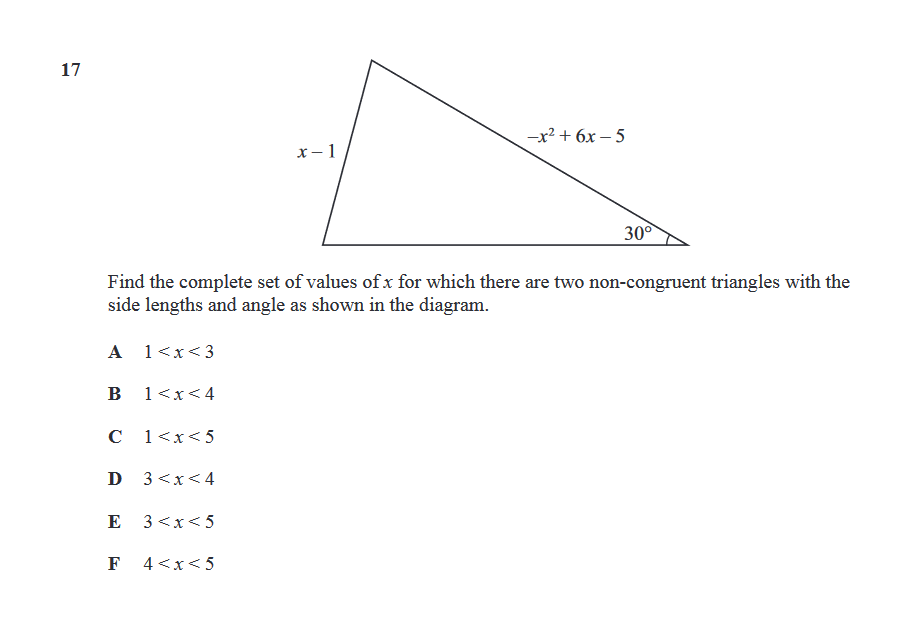 17
x – 1
–x² + 6x – 5
30°
Find the complete set of values of x for which there are two non-congruent triangles with the
side lengths and angle as shown in the diagram.
A 1 < x < 3
B 1 < x < 4
C 1 < x < 5
D 3 < x < 4
E 3 < x < 5
F 4 < x < 5